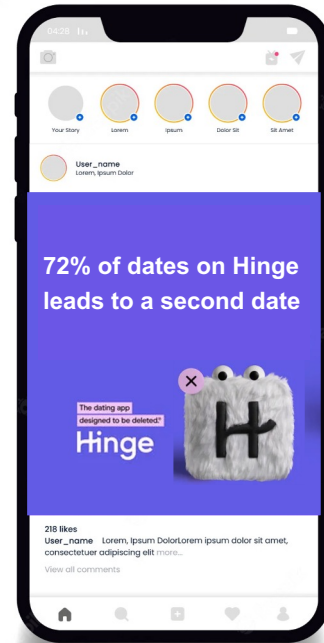 04:28
Your Story Lorem Ipsum Dolor Sit Sit Amet
User_name
Lorem, Ipsum Dolor
72% of dates on Hinge
leads to a second date
The dating app
designed to be deleted.®
Hinge
H
218 likes
User_name Lorem, Ipsum DolorLorem ipsum dolor sit amet,
consectetuer adipiscing elit more...
View all comments